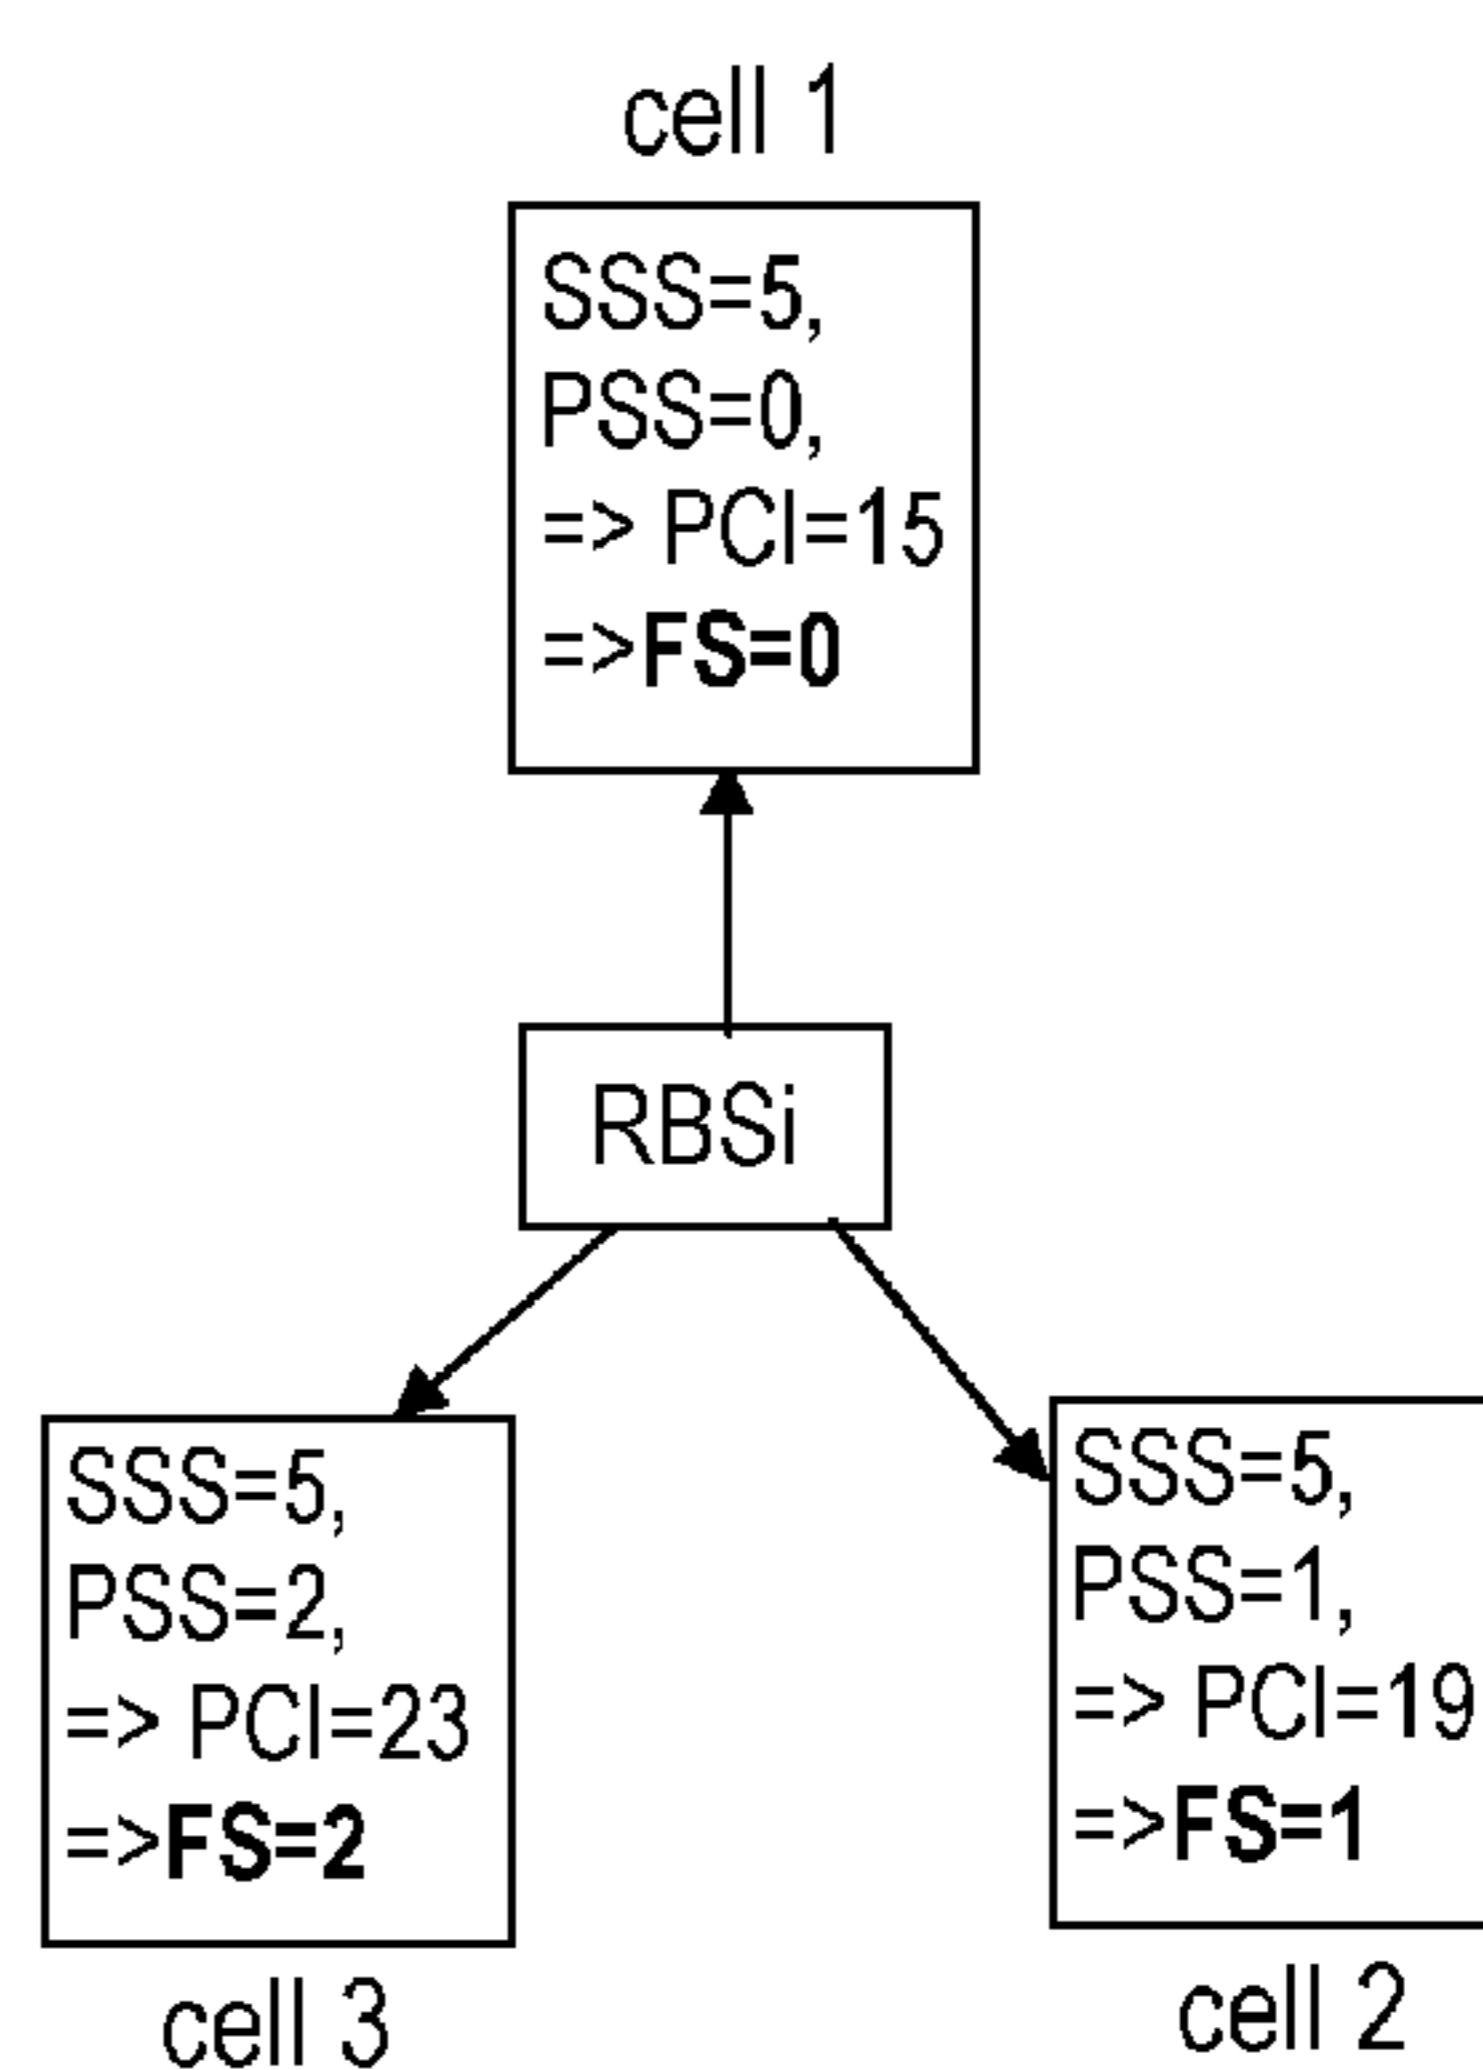 cell 1
SSS=5,
PSS=0,
=> PCI=15
=>FS=0
RBSi
SSS=5,
PSS=2,
=> PCI=23
=>FS=2
cell 3
SSS=5,
PSS=1,
=> PCI=19
=>FS=1
cell 2